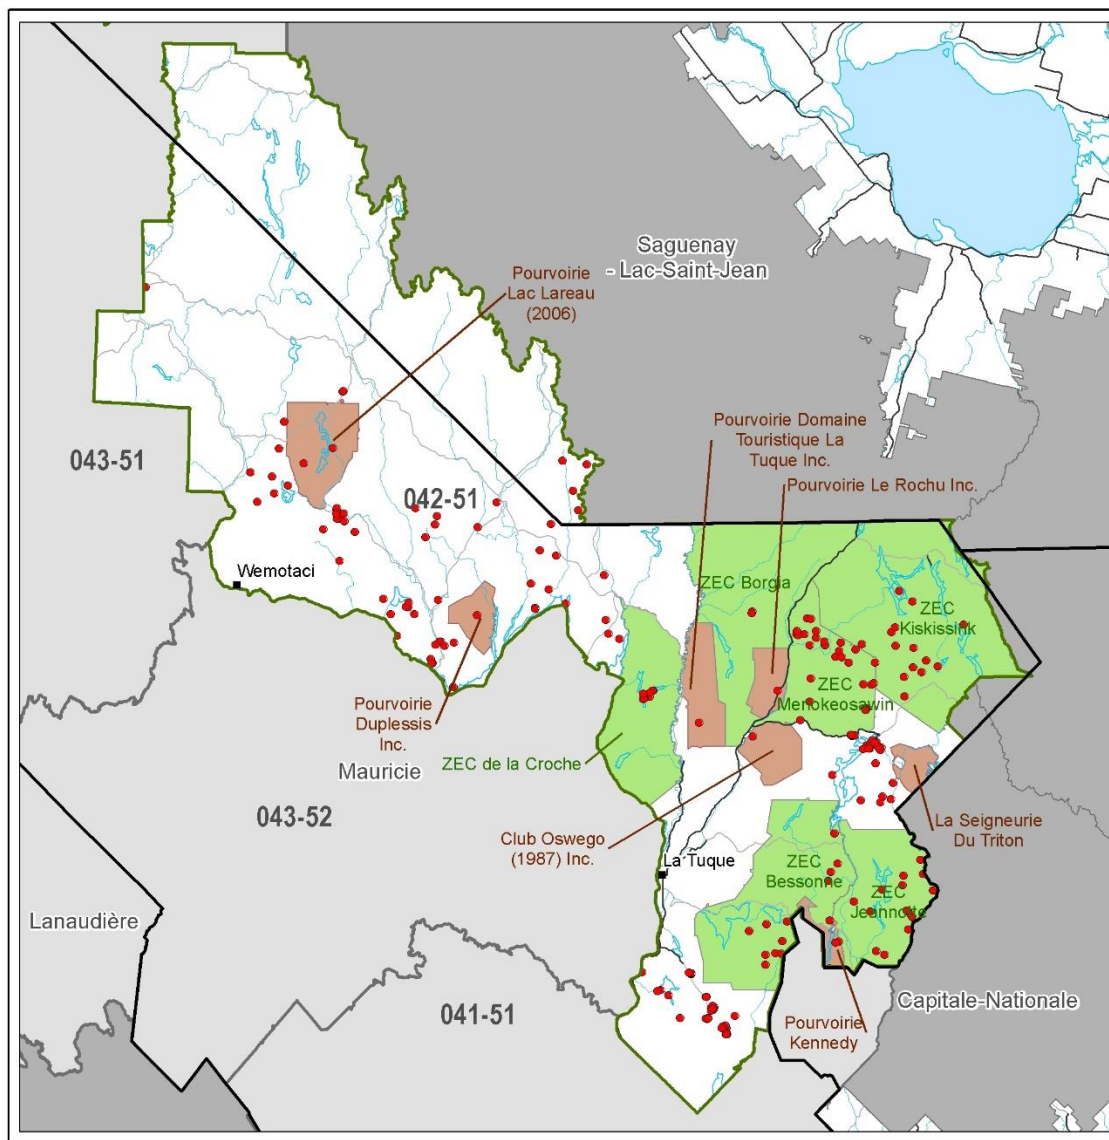 Saguenay
- Lac-Saint-Jean
Pourvoirie
Lac Lareau
(2006)
Pourvoirie Domaine
Touristique La
Tuque Inc.
043-51
042-51
Pourvoirie Le Rochu Inc.
Wemotaci
ZEC Borgia
ZEC
Kiskissink
ZEC
Menokeosawin
Pourvoirie
Duplessis
Inc.
ZEC de la Croche
Mauricie
043-52
La Seigneurie
Du Triton
Club Oswego
(1987) Inc.
La Tuque
ZEC
Bessonne
ZEC
Jeannotte
Lanaudière
Capitale-Nationale
041-51
Pourvoirie
Kennedy